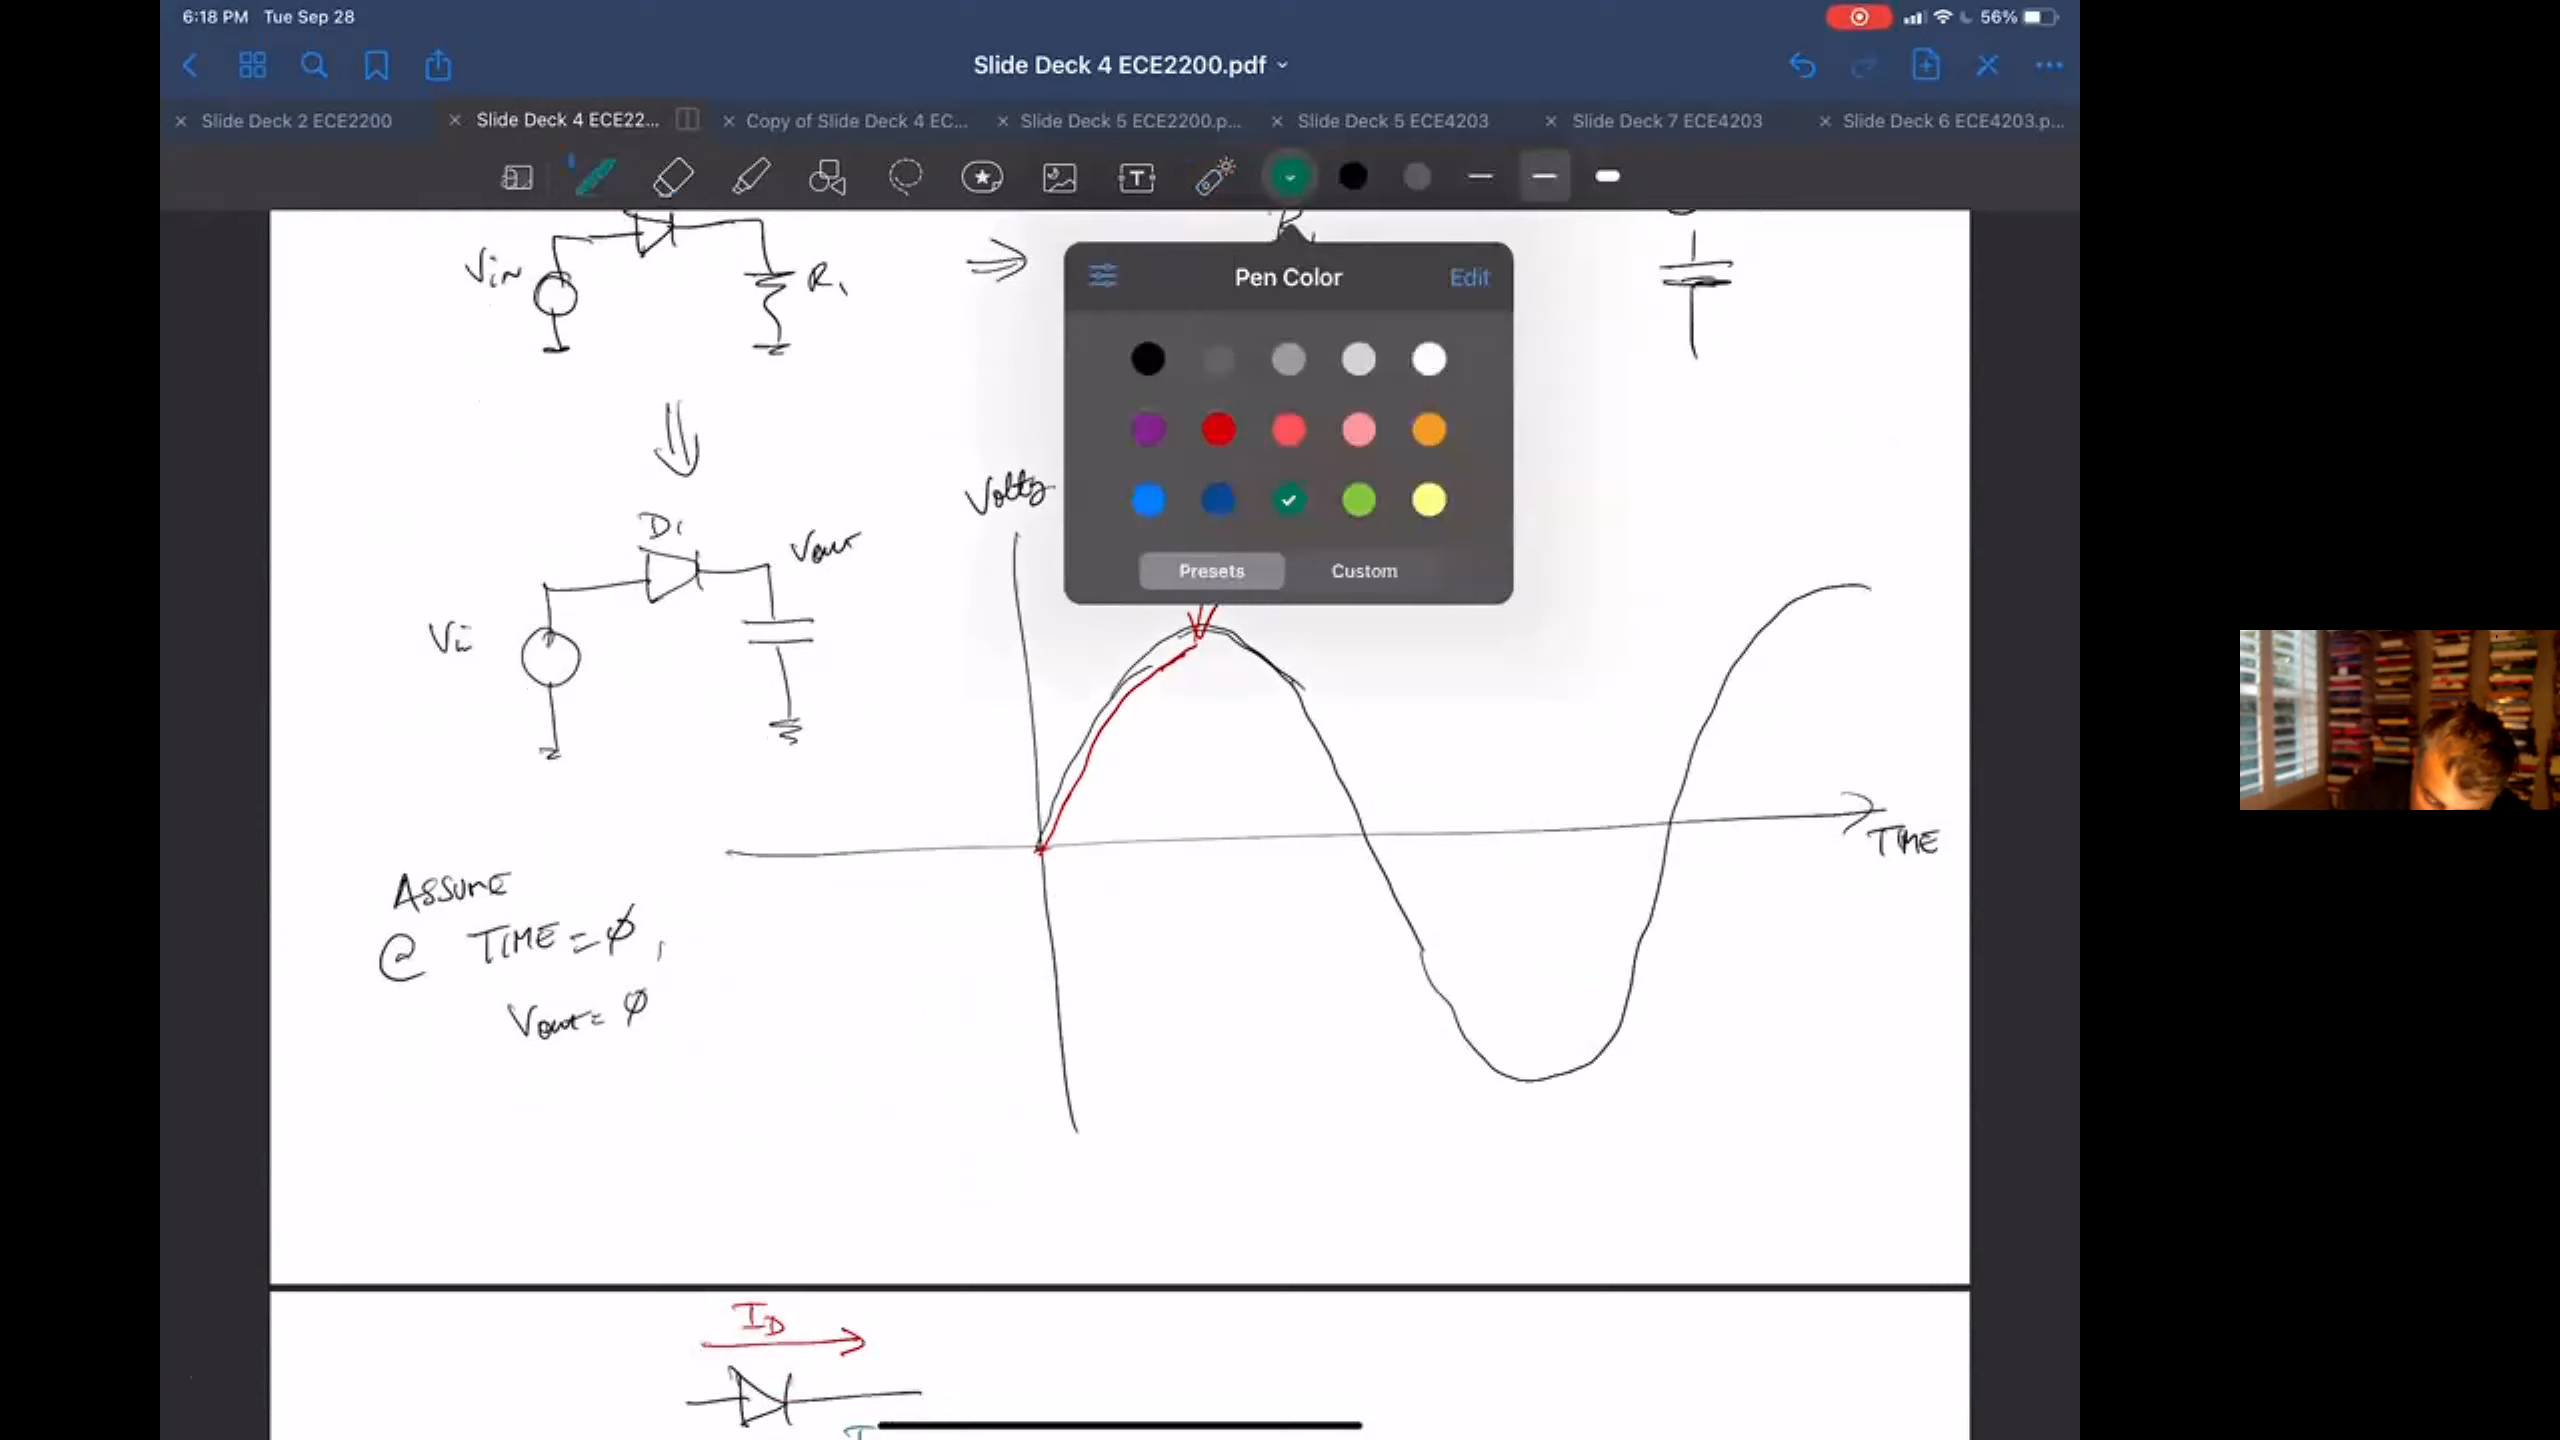 6:18 PM Tue Sep 28
56%
Slide Deck 4 ECE2200.pdf
Slide Deck 2 ECE2200
Slide Deck 4 ECE22...
Copy of Slide Deck 4 EC...
Slide Deck 5 ECE2200.p...
Slide Deck 5 ECE4203
Slide Deck 7 ECE4203
Slide Deck 6 ECE4203.p...
T
Vin
R1
R1
Pen Color
Edit
Presets
Custom
Volts
D1
Vout
Vi
TIME
ASSUME
@ TIME = Ø,
Vout = Ø
ID